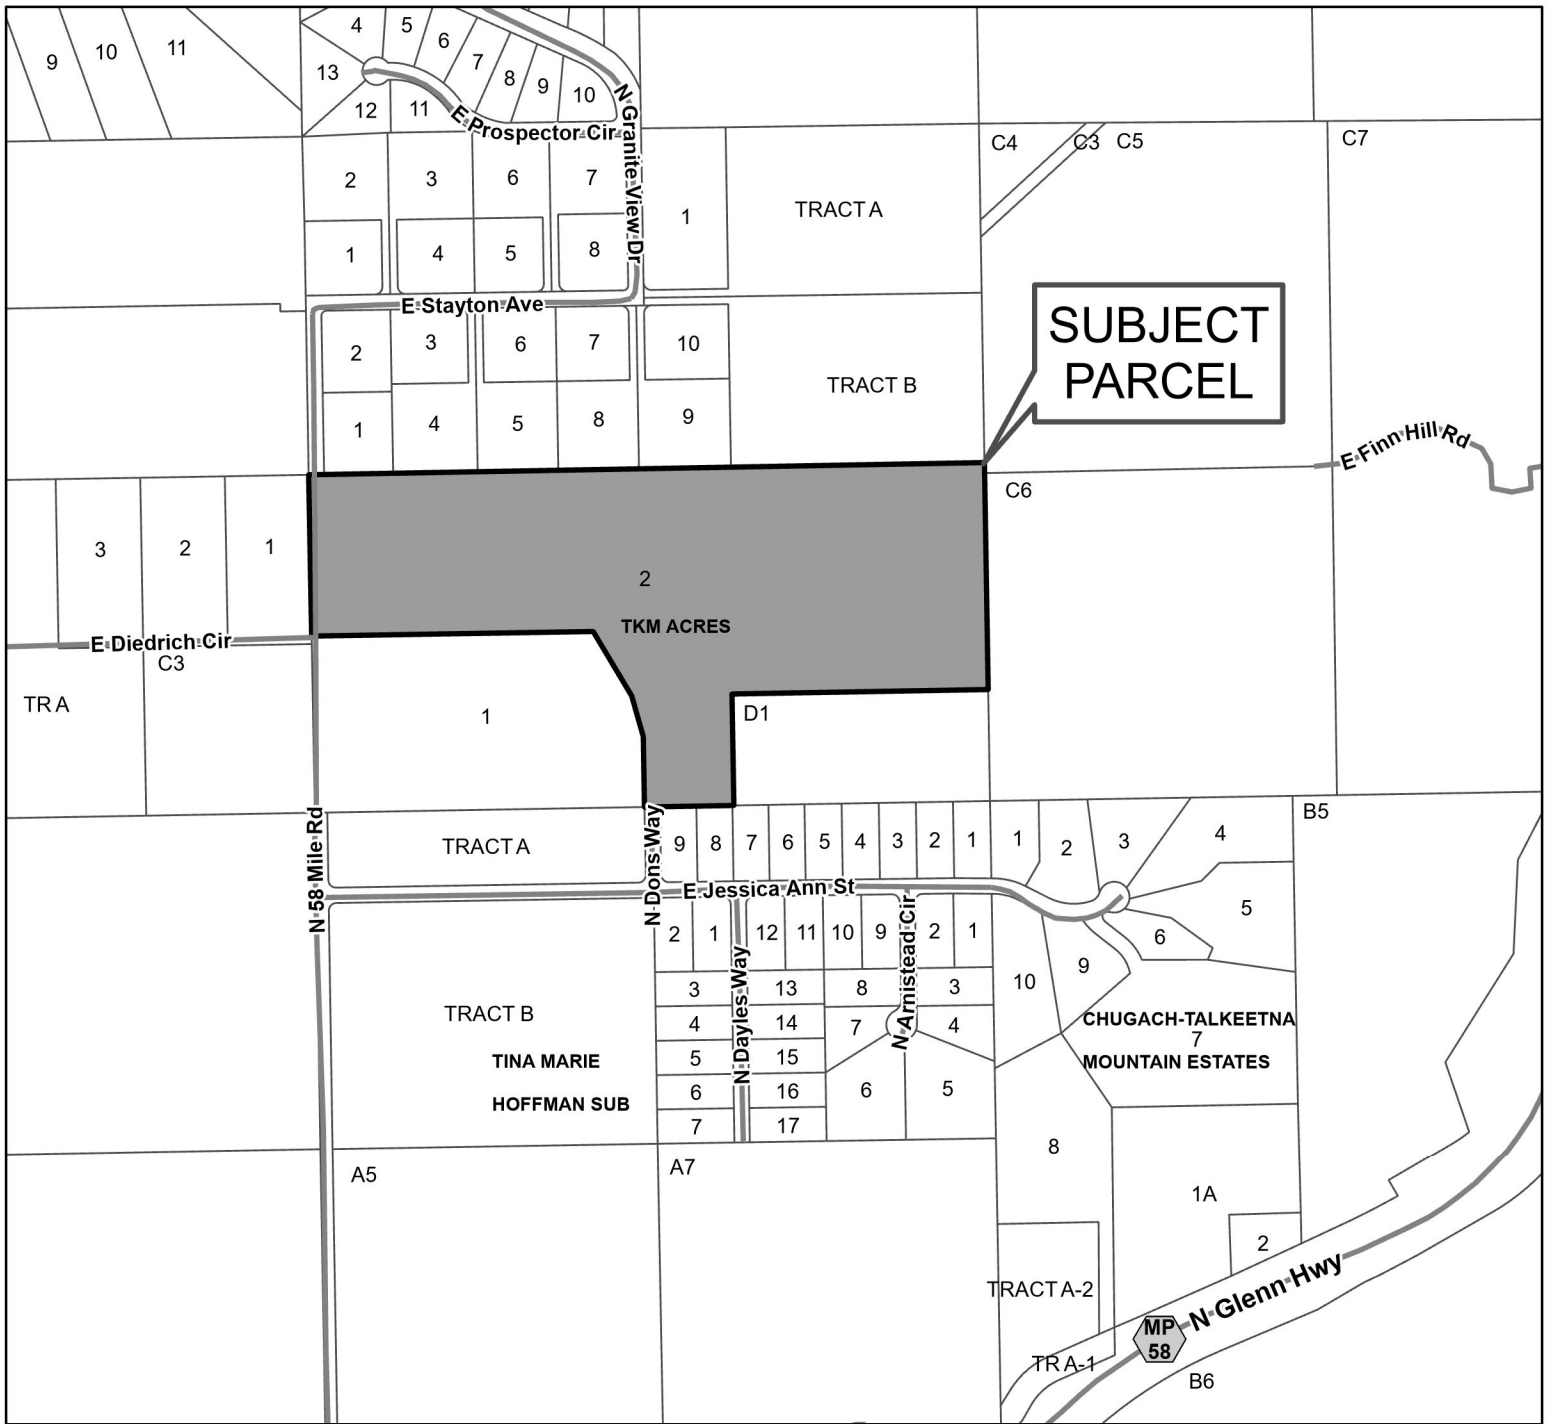 4
5
6
7
8
9
10
9
10
11
13
12
11
E Prospector Cir
N Granite View Dr
C4
C3
C5
C7
2
3
6
7
1
TRACT A
1
4
5
8
E Stayton Ave
SUBJECT
PARCEL
2
3
6
7
10
TRACT B
1
4
5
8
9
E Finn Hill Rd
C6
3
2
1
2
TKM ACRES
E Diedrich Cir
C3
TR A
1
D1
N 58 Mile Rd
TRACT A
N Dons Way
9
8
7
6
5
4
3
2
1
1
2
3
4
B5
E Jessica Ann St
5
2
1
12
11
10
9
2
1
6
N Dayles Way
N Arnistead Cir
10
9
3
13
8
3
TRACT B
4
14
7
4
CHUGACH-TALKEETNA
7
MOUNTAIN ESTATES
TINA MARIE
HOFFMAN SUB
5
15
6
16
6
5
7
17
8
A5
A7
1A
2
TRACT A-2
N Glenn Hwy
MP
58
TR A-1
B6